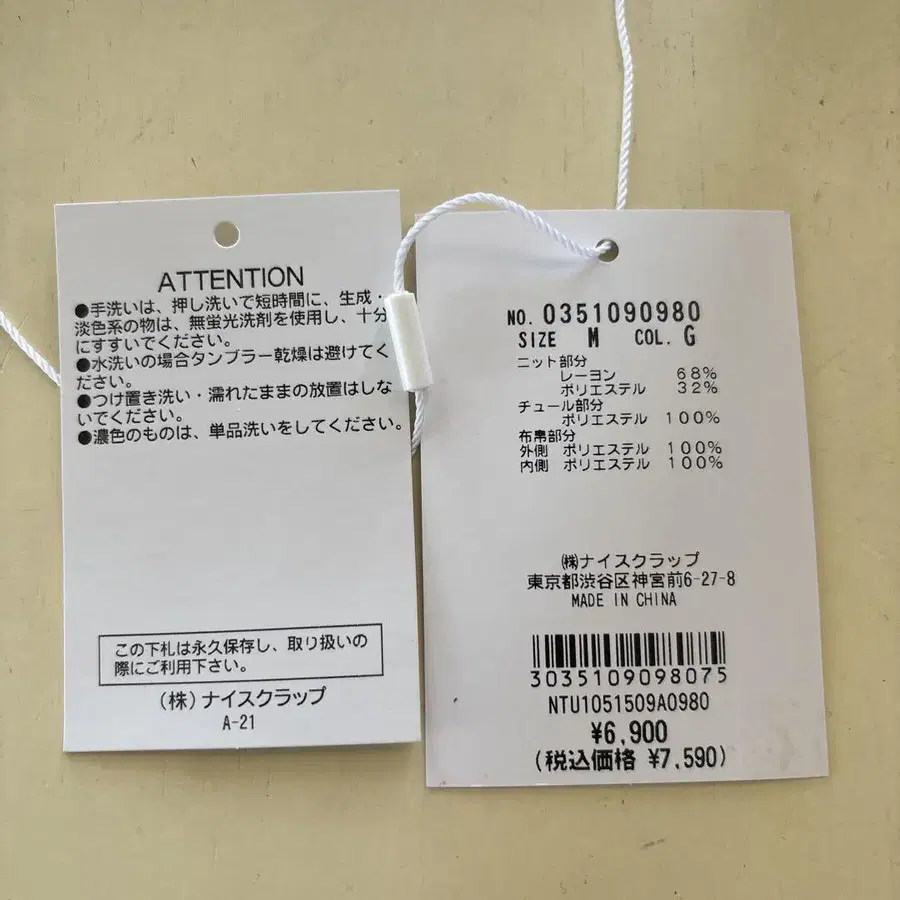 ATTENTION
●手洗いは、押し洗いで短時間に、生成・
淡色系の物は、無蛍光洗剤を使用し、十分
にすすいでください。
●水洗いの場合タンブラー乾燥は避けてく
ださい。
●つけ置き洗い・濡れたままの放置はしな
いでください。
●濃色のものは、単品洗いをしてください。
この下札は永久保存し、取り扱いの
際にご利用下さい。
(株)ナイスクラップ
A-21
NO. 0351090980
SIZE M COL. G
ニット部分
レーヨン 68%
ポリエステル 32%
チュール部分
ポリエステル 100%
布帛部分
外側 ポリエステル 100%
内側 ポリエステル 100%
㈱ナイスクラップ
東京都渋谷区神宮前6-27-8
MADE IN CHINA
3035109098075
NTU1051509A0980
¥6,900
(税込価格 ¥7,590)